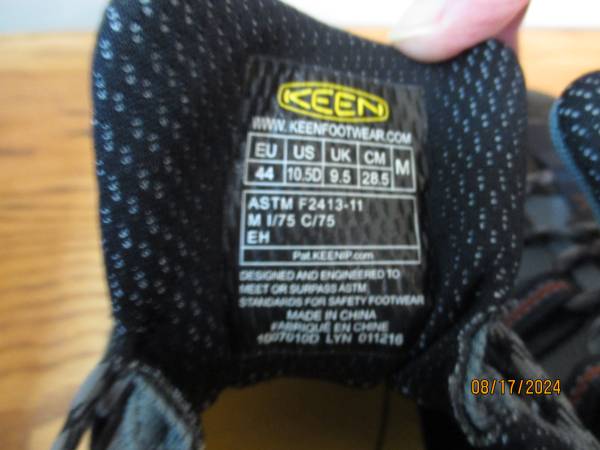 KEEN
WWW.KEENFOOTWEAR.COM
EU US UK CM M
44 10.5D 9.5 28.5
ASTM F2413-11
M I/75 C/75
EH
Pat.KEENIP.com
DESIGNED AND ENGINEERED TO
MEET OR SURPASS ASTM
STANDARDS FOR SAFETY FOOTWEAR
MADE IN CHINA
FABRIQUÉ EN CHINE
1007010D LYN 011216
08/17/2024